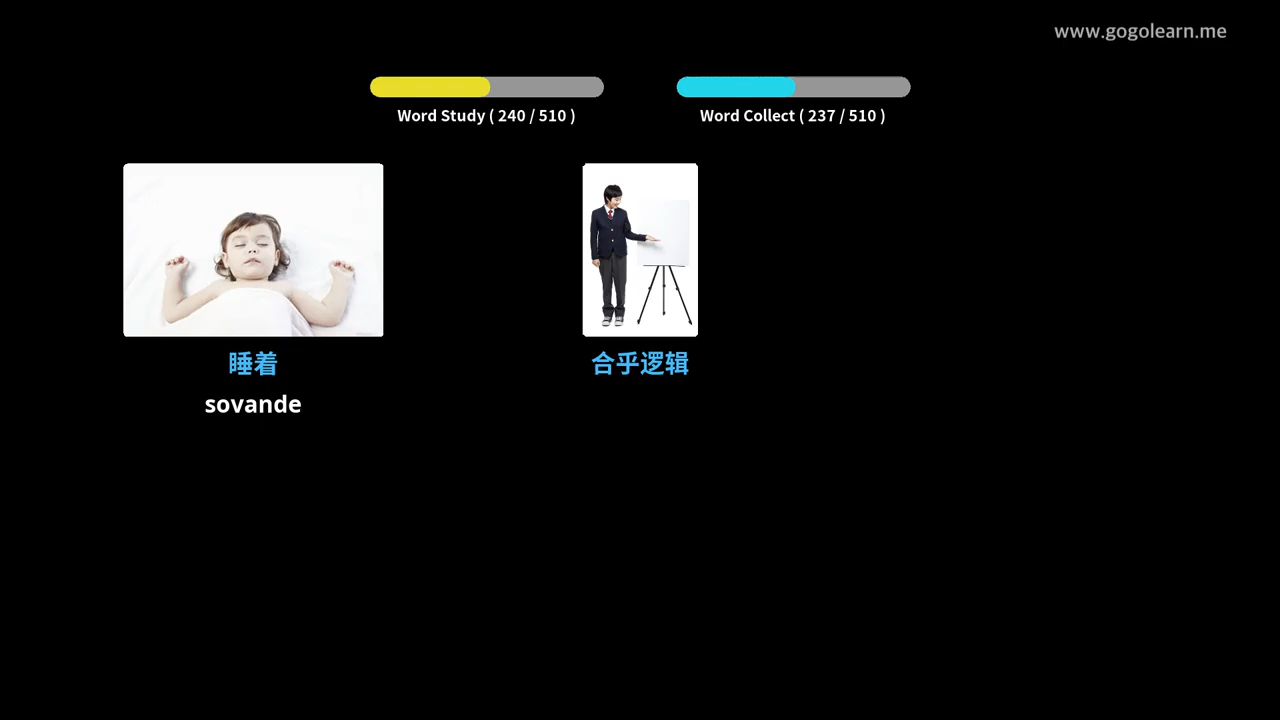 www.gogolearn.me
Word Study ( 240 / 510 )
Word Collect ( 237 / 510 )
睡着
合乎逻辑
sovande